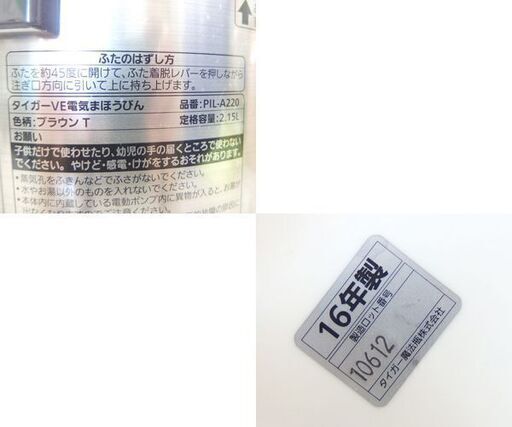 ふたのはずし方
ふたを約45度に開けて、ふた着脱レバーを押しながら
注ぎ口方向に引いて上に持ち上げます。
タイガーVE電気まほうびん 品番:PIL-A220
色柄:ブラウン T 定格容量:2.15L
お願い
子供だけで使わせたり、幼児の手の届くところで使わない
でください。やけど・感電・けがをするおそれがあります。
・蒸気孔をふきんなどでふさがないでください。
・水やお湯以外のものを入れないでください。
・本体内に内蔵している電動ポンプ内に異物が入ると、お湯が
16年製
製造ロット番号
10612
タイガー魔法瓶株式会社